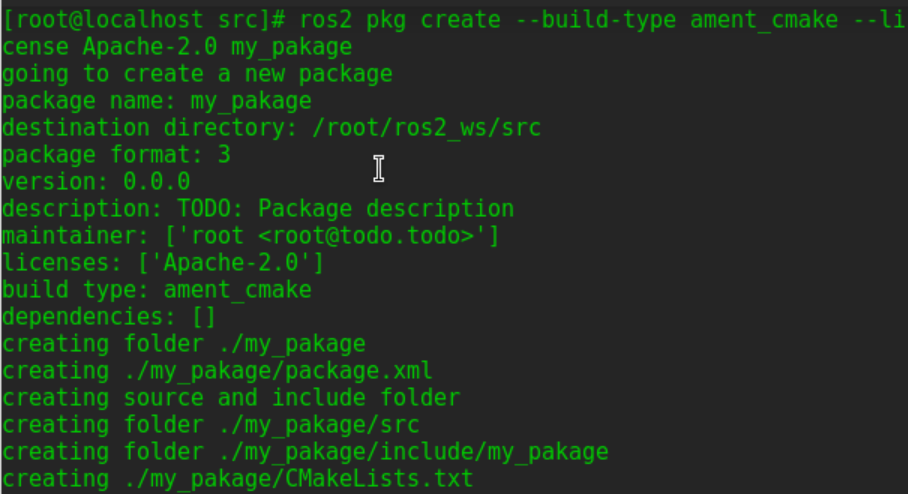 [root@localhost src]# ros2 pkg create --build-type ament_cmake --li
cense Apache-2.0 my_pakage
going to create a new package
package name: my_pakage
destination directory: /root/ros2_ws/src
package format: 3
version: 0.0.0
description: TODO: Package description
maintainer: ['root <root@todo.todo>']
licenses: ['Apache-2.0']
build type: ament_cmake
dependencies: []
creating folder ./my_pakage
creating ./my_pakage/package.xml
creating source and include folder
creating folder ./my_pakage/src
creating folder ./my_pakage/include/my_pakage
creating ./my_pakage/CMakeLists.txt